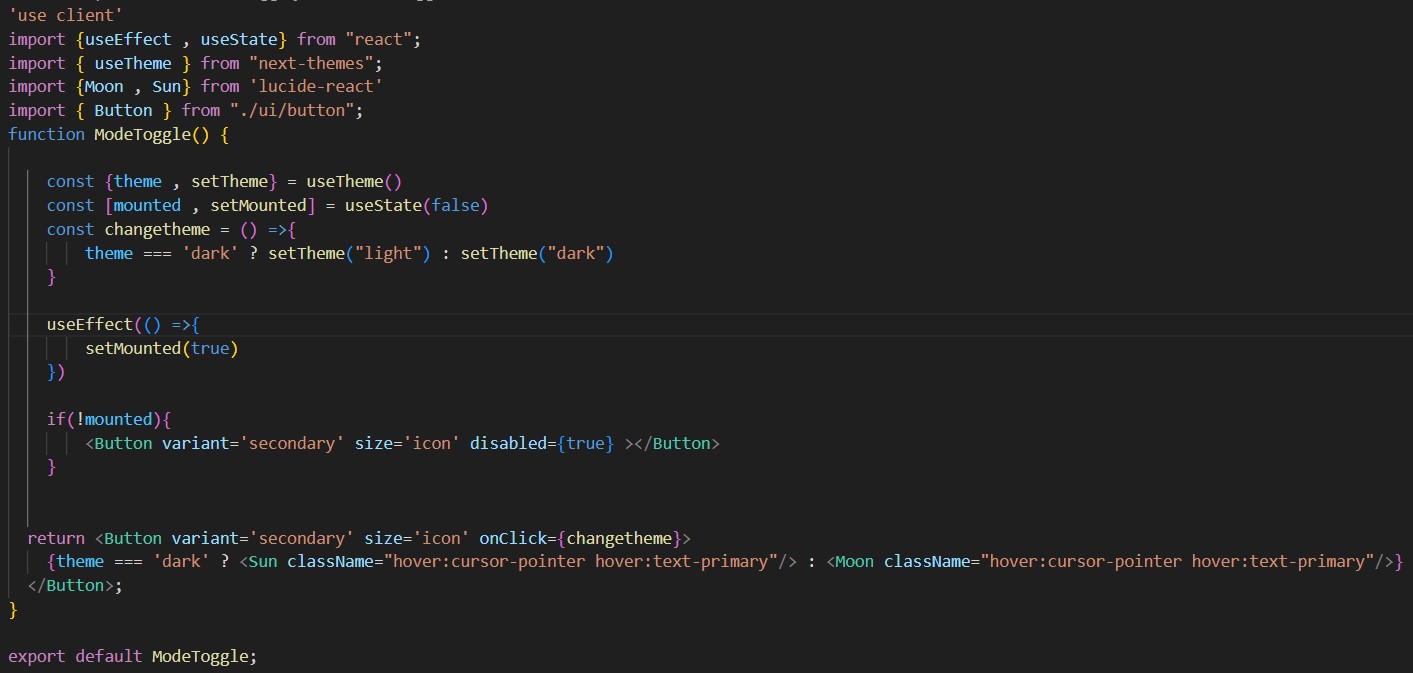 'use client'
import {useEffect , useState} from "react";
import { useTheme } from "next-themes";
import {Moon , Sun} from 'lucide-react'
import { Button } from "./ui/button";
function ModeToggle() {
const {theme , setTheme} = useTheme()
const [mounted , setMounted] = useState(false)
const changetheme = () =>{
theme === 'dark' ? setTheme("light") : setTheme("dark")
}
useEffect(() =>{
setMounted(true)
})
if(!mounted){
<Button variant='secondary' size='icon' disabled={true} ></Button>
}
return <Button variant='secondary' size='icon' onClick={changetheme}>
{theme === 'dark' ? <Sun className="hover:cursor-pointer hover:text-primary"/> : <Moon className="hover:cursor-pointer hover:text-primary"/>}
</Button>;
}
export default ModeToggle;